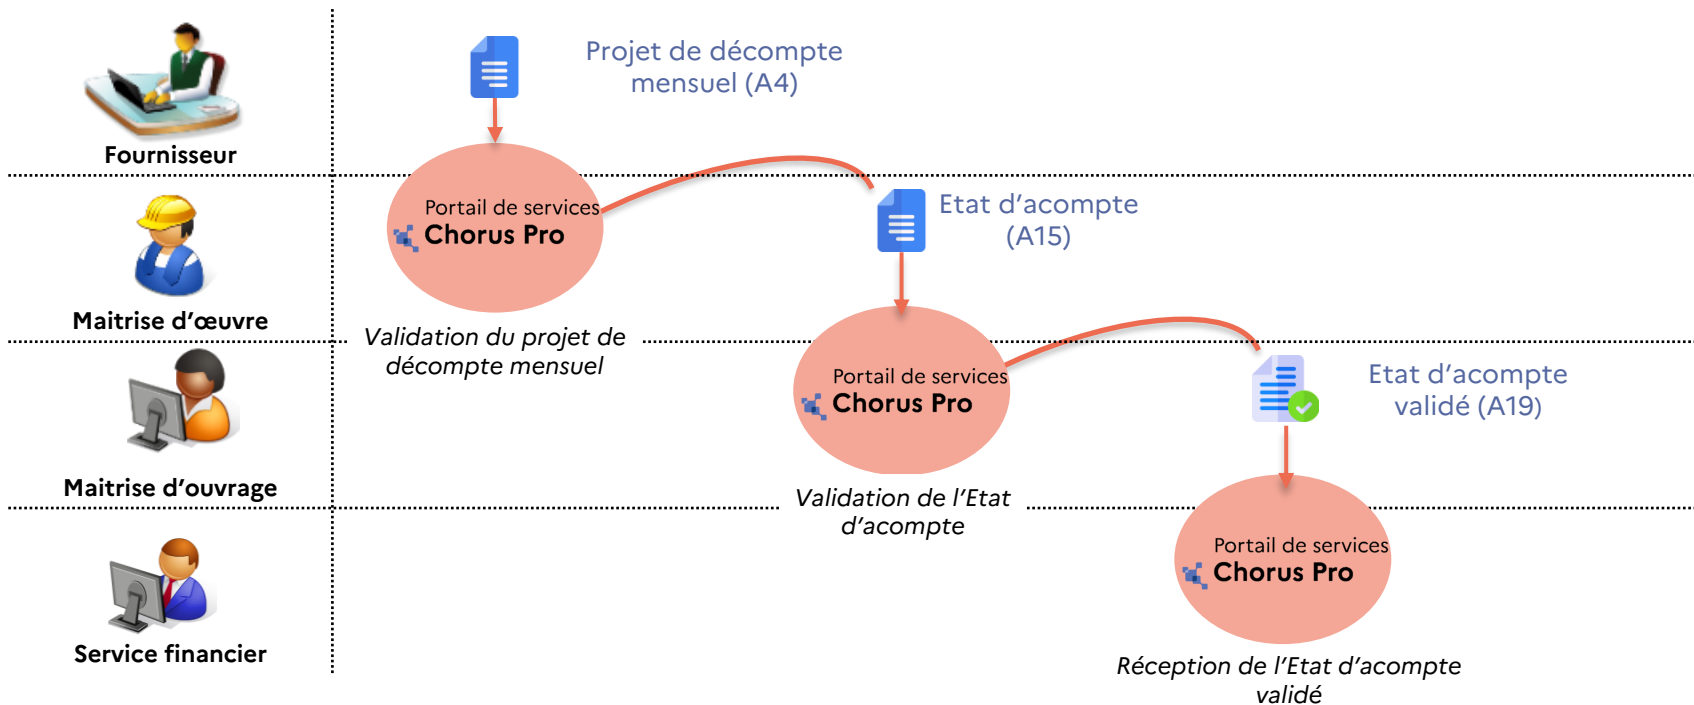 Projet de décompte
mensuel (A4)
Fournisseur
Portail de services
Chorus Pro
Etat d'acompte
(A15)
Maitrise d'œuvre
Validation du projet de
décompte mensuel
Portail de services
Chorus Pro
Etat d'acompte
validé (A19)
Maitrise d'ouvrage
Validation de l'Etat
d'acompte
Portail de services
Chorus Pro
Service financier
Réception de l'Etat d'acompte
validé